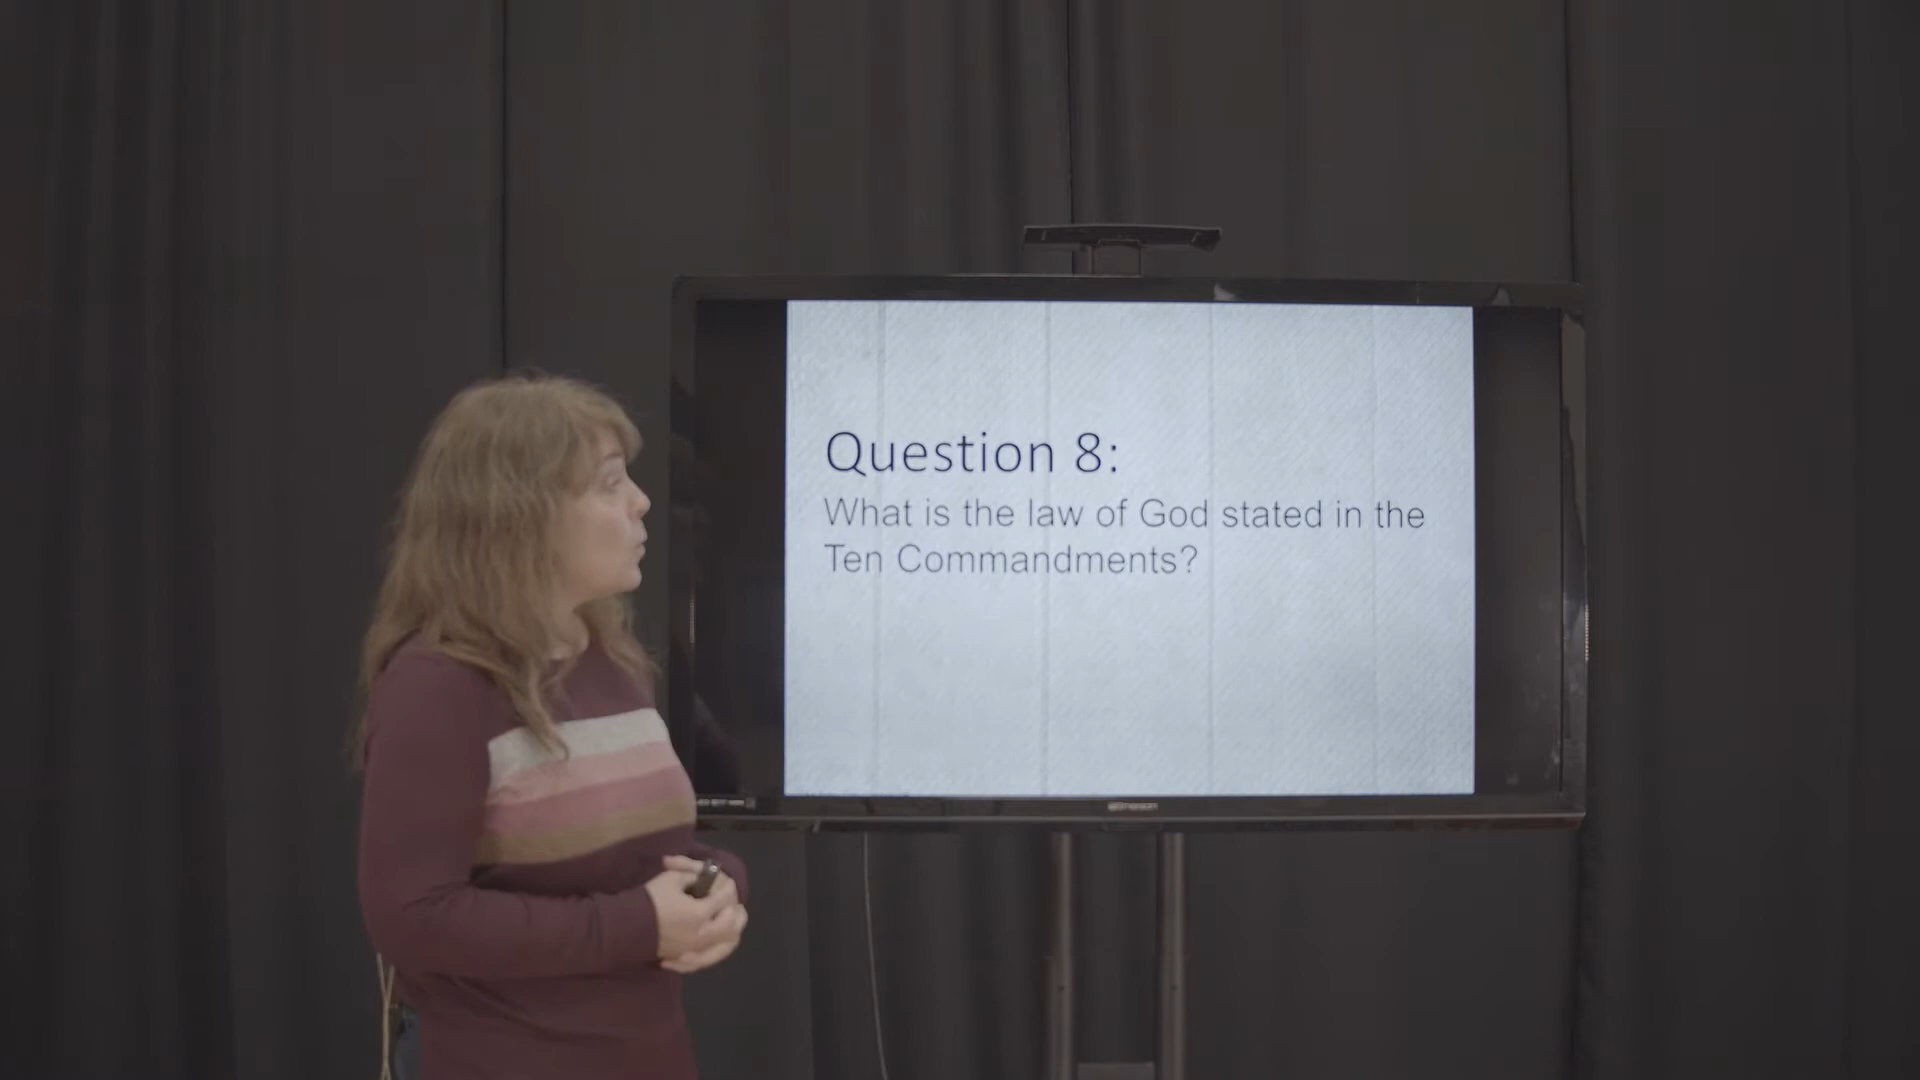 Question 8:
What is the law of God stated in the
Ten Commandments?